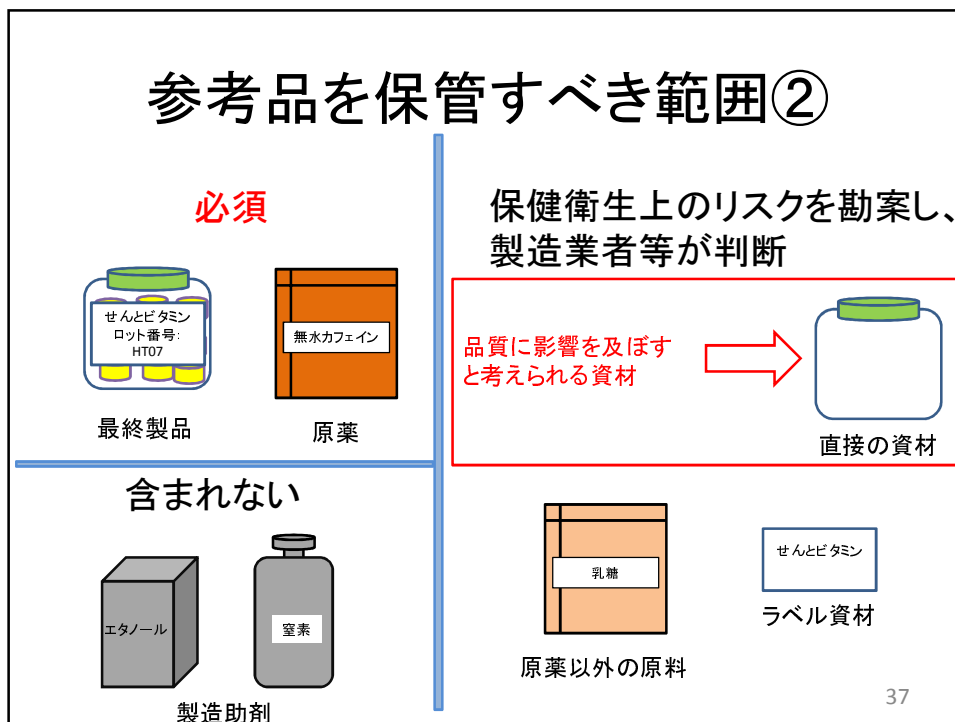 参考品を保管すべき範囲②
必須
せんとビタミン
ロット番号:
HT07
最終製品
無水カフェイン
原薬
含まれない
エタノール
窒素
製造助剤
保健衛生上のリスクを勘案し、
製造業者等が判断
品質に影響を及ぼす
と考えられる資材
直接の資材
乳糖
原薬以外の原料
せんとビタミン
ラベル資材
37